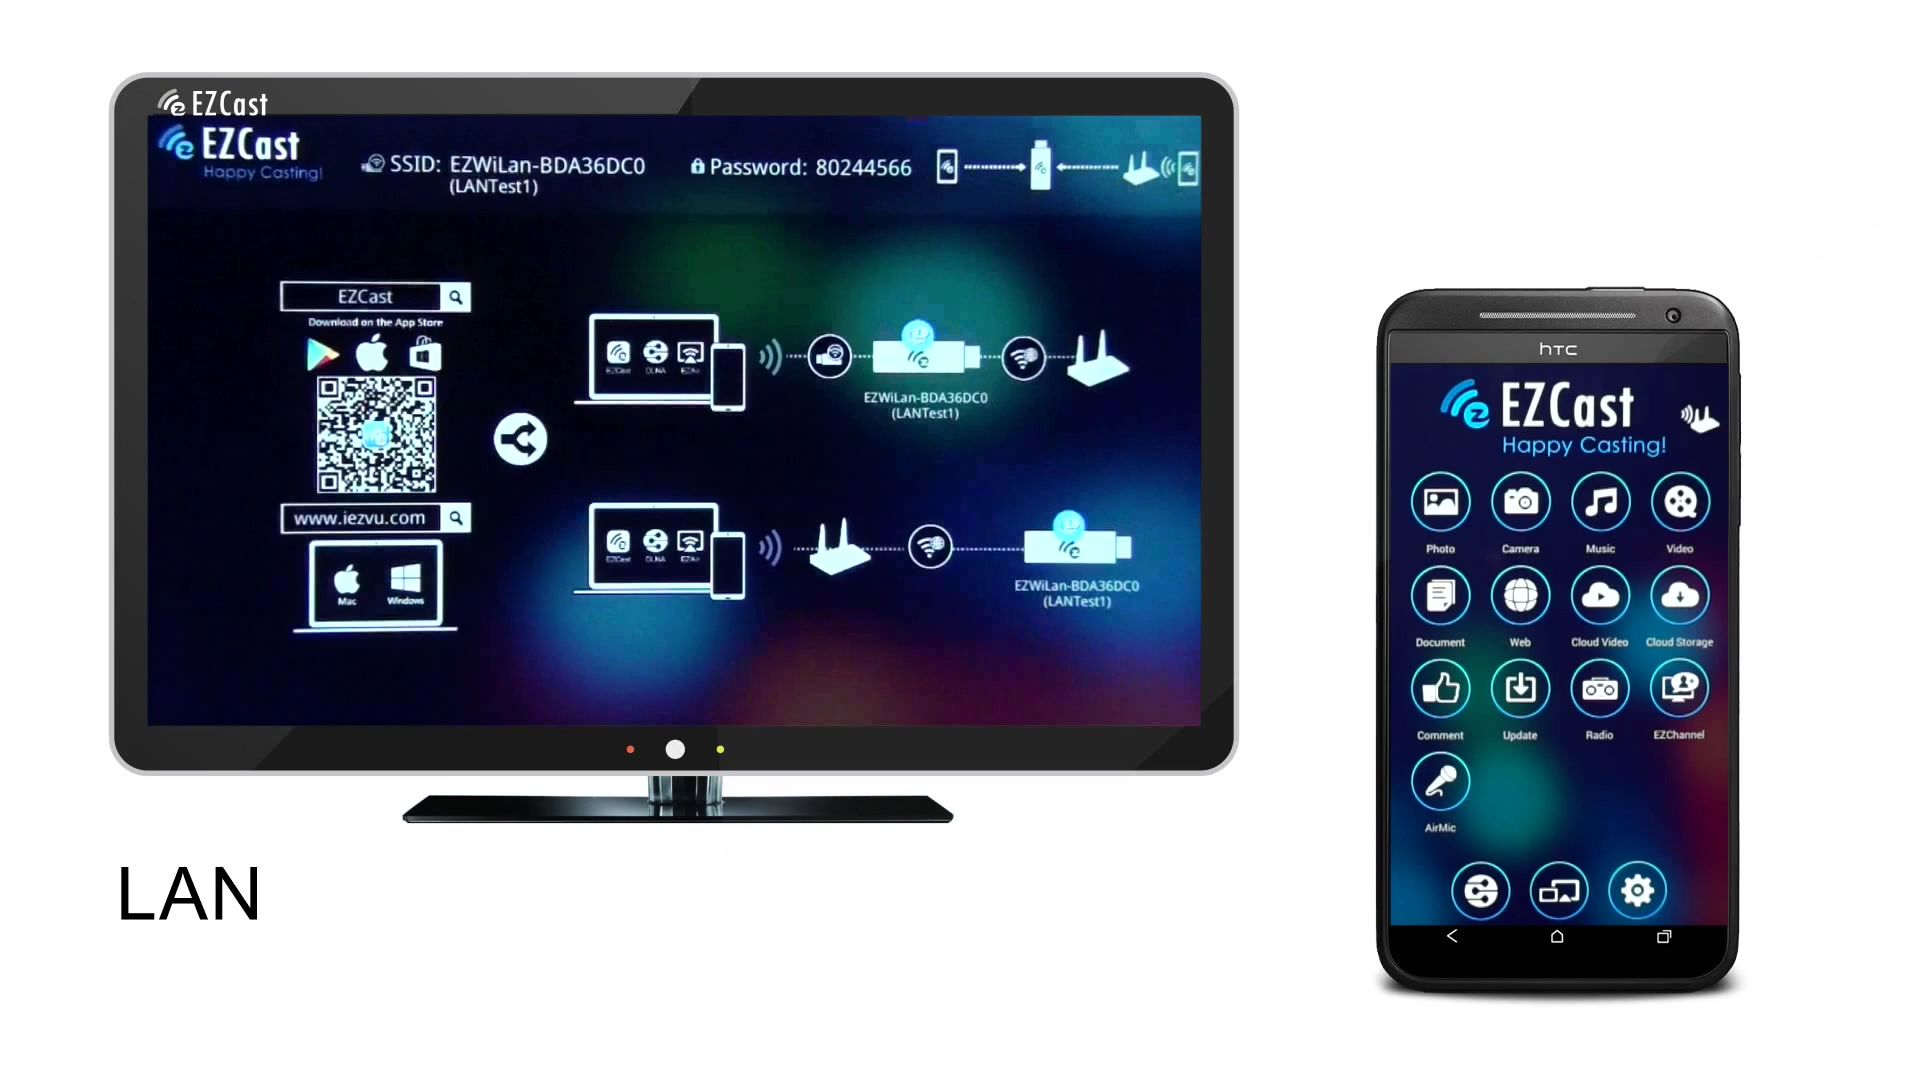 EZCast
EZCast
Happy Casting!
SSID: EZWiLan-BDA36DC0
(LANTest1)
Password: 80244566
EZCast
Download on the App Store
www.iezvu.com
Mac
Windows
EZCast DLNA EZAir
EZWiLan-BDA36DC0
(LANTest1)
EZCast DLNA EZAir
EZWiLan-BDA36DC0
(LANTest1)
LAN
hTC
EZCast
Happy Casting!
Photo Camera Music Video
Document Web Cloud Video Cloud Storage
Comment Update Radio EZChannel
AirMic